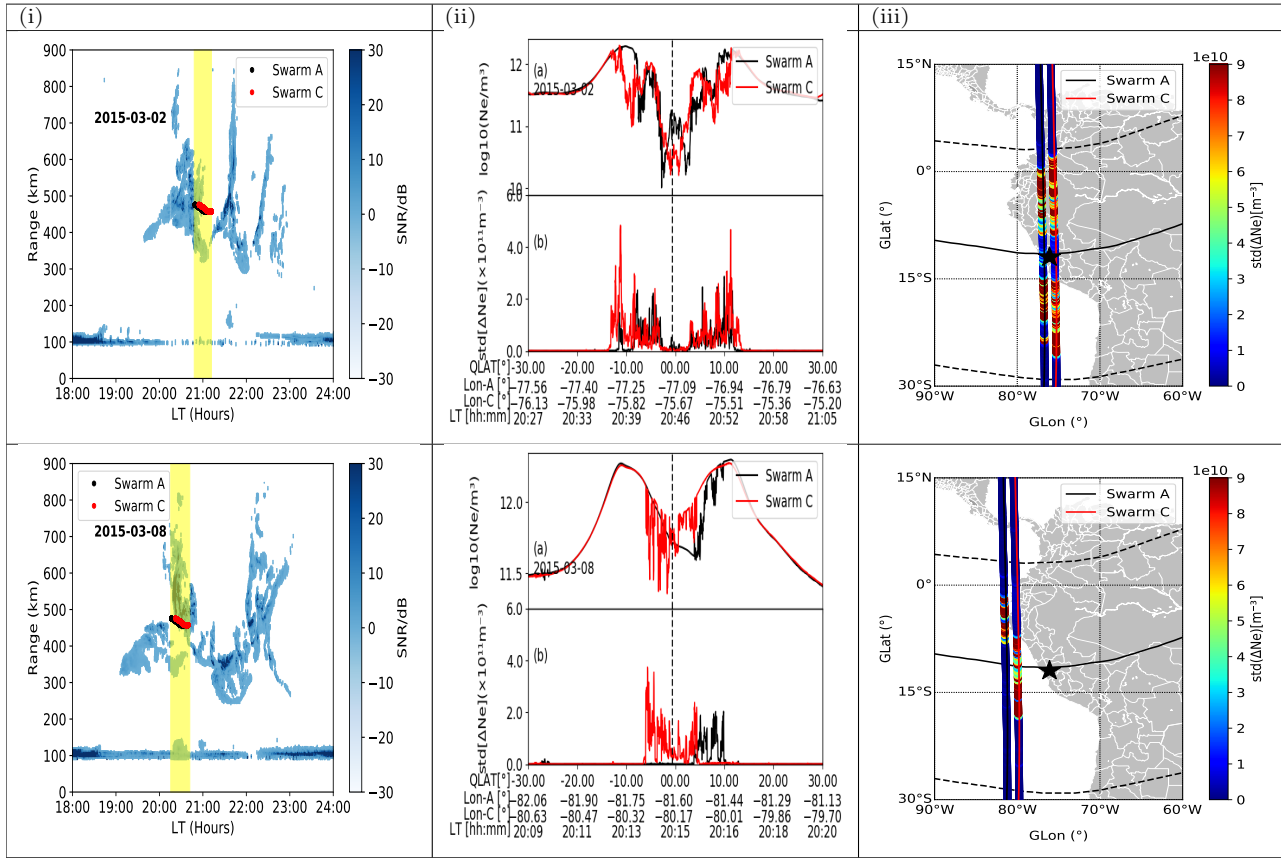 (i)
(ii)
(iii)
900
800
700
600
500
400
300
200
100
0
Range (km)
18:00
19:00
20:00
21:00
22:00
23:00
24:00
LT (Hours)
Swarm A
Swarm C
2015-03-02
30
20
10
0
−10
−20
−30
SNR/dB
12
11
10
log10(Ne/m³)
(a)
2015-03-02
Swarm A
Swarm C
6.0
4.0
2.0
0.0
std[ΔNe](×10¹¹m⁻³)
(b)
QLAT[°] -30.00 −20.00 −10.00 00.00 10.00 20.00 30.00
Lon-A [°] −77.56 −77.40 −77.25 −77.09 −76.94 −76.79 −76.63
Lon-C [°] −76.13 −75.98 −75.82 −75.67 −75.51 −75.36 −75.20
LT [hh:mm] 20:27 20:33 20:39 20:46 20:52 20:58 21:05
15°N
0°
15°S
30°S
GLat (°)
90°W
80°W
70°W
60°W
GLon (°)
Swarm A
Swarm C
1e10
9
8
7
6
5
4
3
2
1
0
std(ΔNe)[m⁻³]
900
800
700
600
500
400
300
200
100
0
Range (km)
18:00
19:00
20:00
21:00
22:00
23:00
24:00
LT (Hours)
Swarm A
Swarm C
2015-03-08
30
20
10
0
−10
−20
−30
SNR/dB
12.0
11.5
log10(Ne/m³)
(a)
2015-03-08
Swarm A
Swarm C
6.0
4.0
2.0
0.0
std[ΔNe](×10¹¹m⁻³)
(b)
QLAT[°] -30.00 −20.00 −10.00 00.00 10.00 20.00 30.00
Lon-A [°] −82.06 −81.90 −81.75 −81.60 −81.44 −81.29 −81.13
Lon-C [°] −80.63 −80.47 −80.32 −80.17 −80.01 −79.86 −79.70
LT [hh:mm] 20:09 20:11 20:13 20:15 20:16 20:18 20:20
15°N
0°
15°S
30°S
GLat (°)
90°W
80°W
70°W
60°W
GLon (°)
Swarm A
Swarm C
1e10
9
8
7
6
5
4
3
2
1
0
std(ΔNe)[m⁻³]